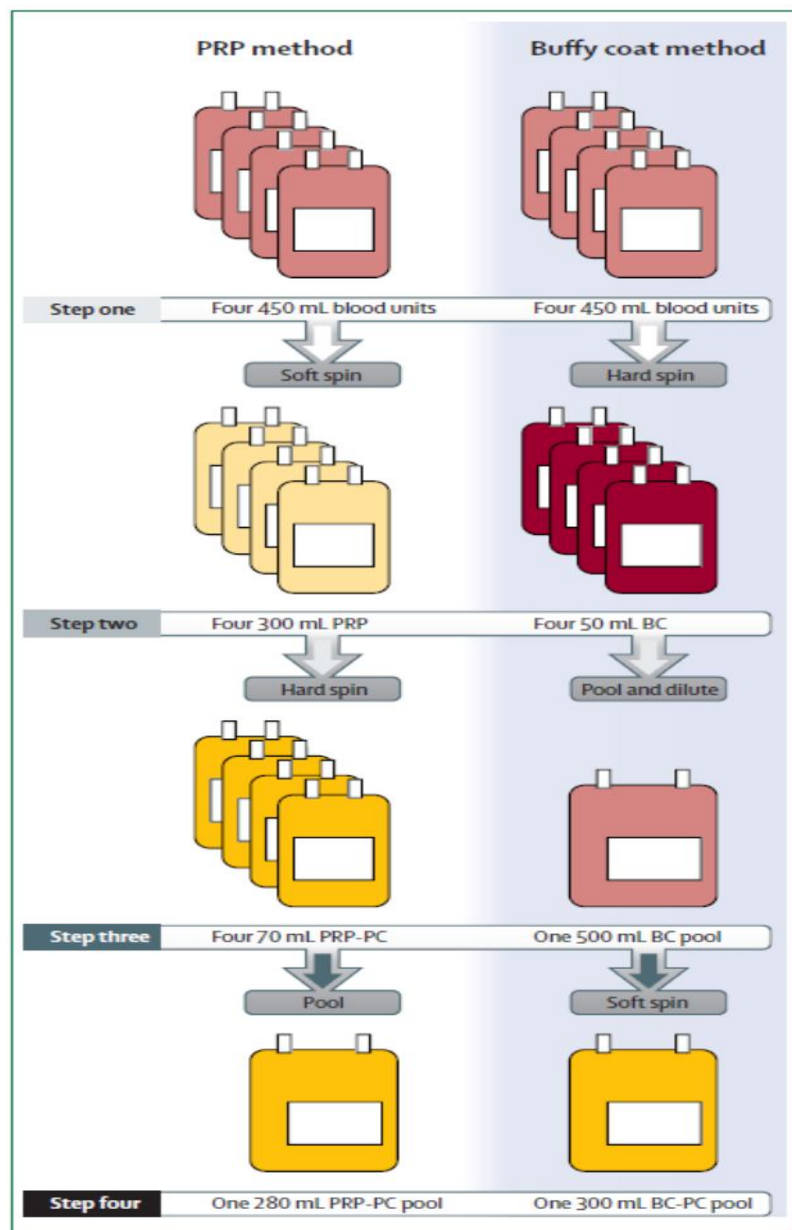 PRP method Buffy coat method
Step one Four 450 mL blood units Four 450 mL blood units
Soft spin Hard spin
Step two Four 300 mL PRP Four 50 mL BC
Hard spin Pool and dilute
Step three Four 70 mL PRP-PC One 500 mL BC pool
Pool Soft spin
Step four One 280 mL PRP-PC pool One 300 mL BC-PC pool